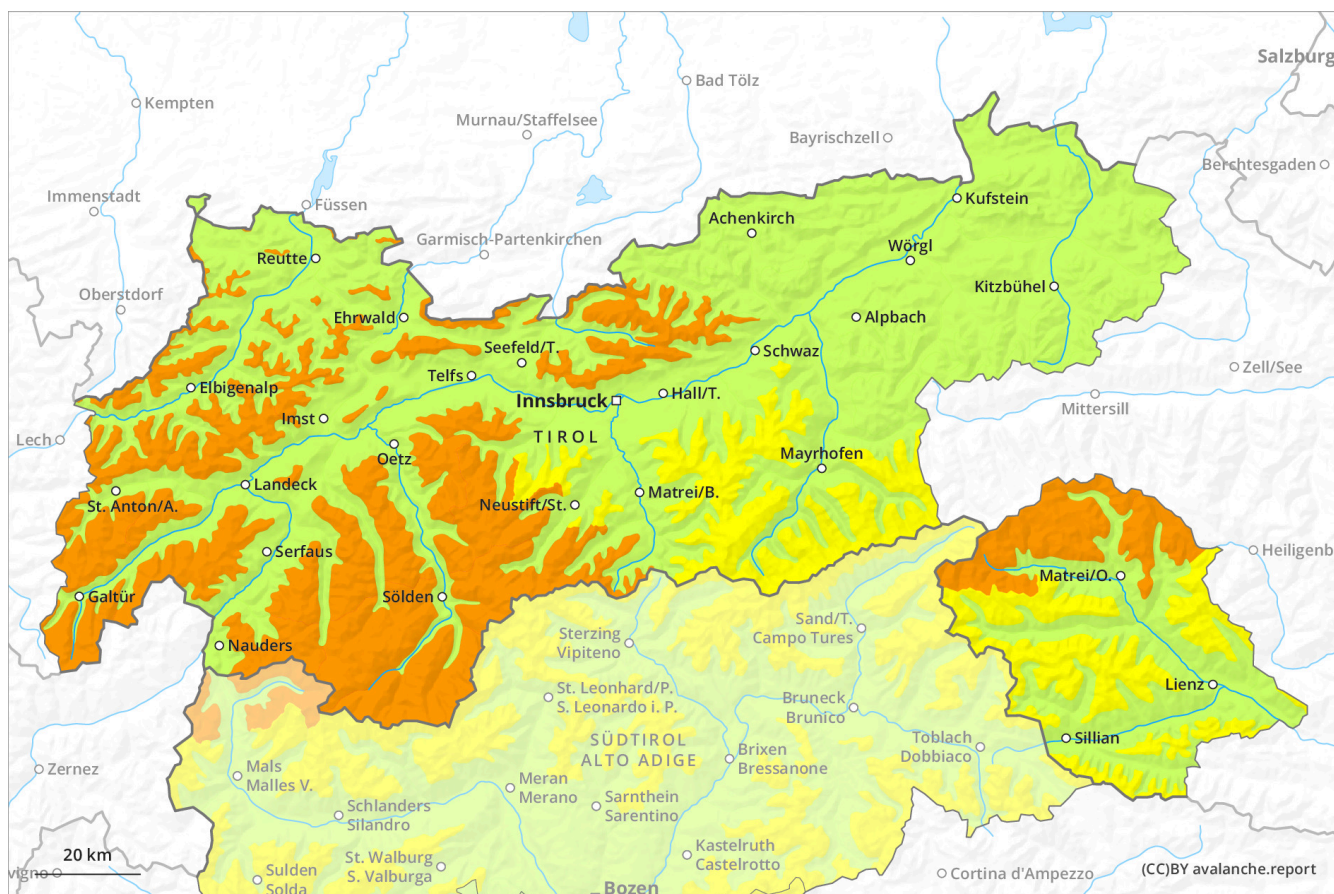 Salzburg
Bad Tölz
Kempten
Murnau/Staffelsee
Bayrischzell
Berchtesgaden
Immenstadt
Füssen
Kufstein
Achenkirch
Garmisch-Partenkirchen
Wörgl
Reutte
Kitzbühel
Oberstdorf
Ehrwald
Alpbach
Seefeld/T.
Schwaz
Zell/See
Telfs
Elbigenalp
Hall/T.
Innsbruck
Mittersill
Imst
Lech
TIROL
Oetz
Mayrhofen
Landeck
Matrei/B.
St. Anton/A.
Neustift/St.
Serfaus
Heiligenb
Matrei/O.
Galtür
Sölden
Sand/T.
Campo Tures
Sterzing
Vipiteno
Nauders
Lienz
St. Leonhard/P.
S. Leonardo i. P.
Bruneck
Brunico
Sillian
SÜDTIROL
ALTO ADIGE
Toblach
Dobbiaco
Brixen
Bressanone
Zernez
Mals
Malles V.
Meran
Merano
Sarnthein
Sarentino
Schlanders
Silandro
Kastelruth
Castelrotto
20 km
St. Walburg
S. Valburga
vigno
Sulden
Solda
Cortina d'Ampezzo
(CC)BY avalanche.report
Bozen